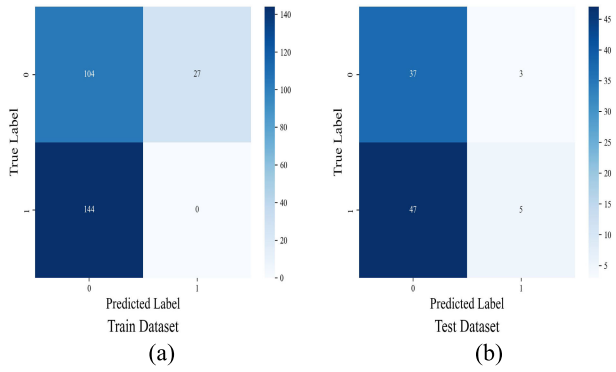 140
0 104 27 120
100
True Label 80
60
1 144 0 40
20
0
0 1
Predicted Label
Train Dataset
(a)
45
0 37 3 40
35
30
True Label 25
20
1 47 5 15
10
5
0 1
Predicted Label
Test Dataset
(b)